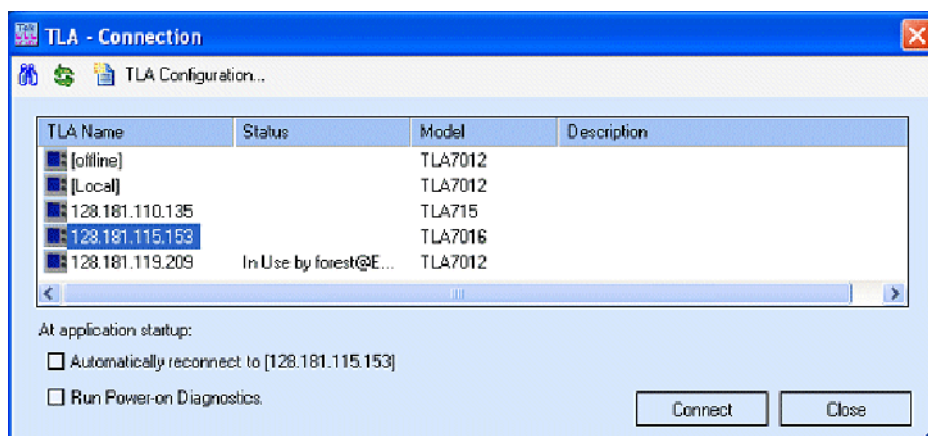 TLA - Connection
TLA Configuration...
TLA Name Status Model Description
[offline] TLA7012
[Local] TLA7012
128.181.110.135 TLA715
128.181.115.153 TLA7016
128.181.119.209 In Use by forest@E... TLA7012
At application startup:
Automatically reconnect to [128.181.115.153]
Run Power-on Diagnostics.
Connect Close